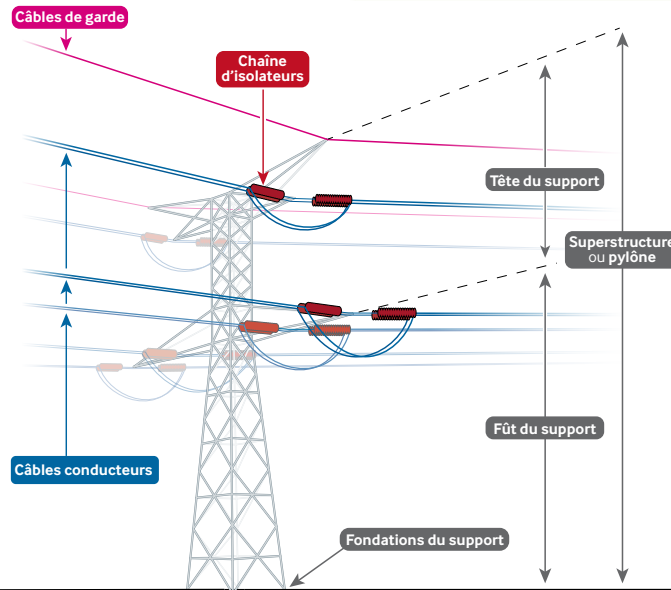 Câbles de garde
Chaîne
d'isolateurs
Tête du support
Superstructure
ou pylône
Fût du support
Câbles conducteurs
Fondations du support